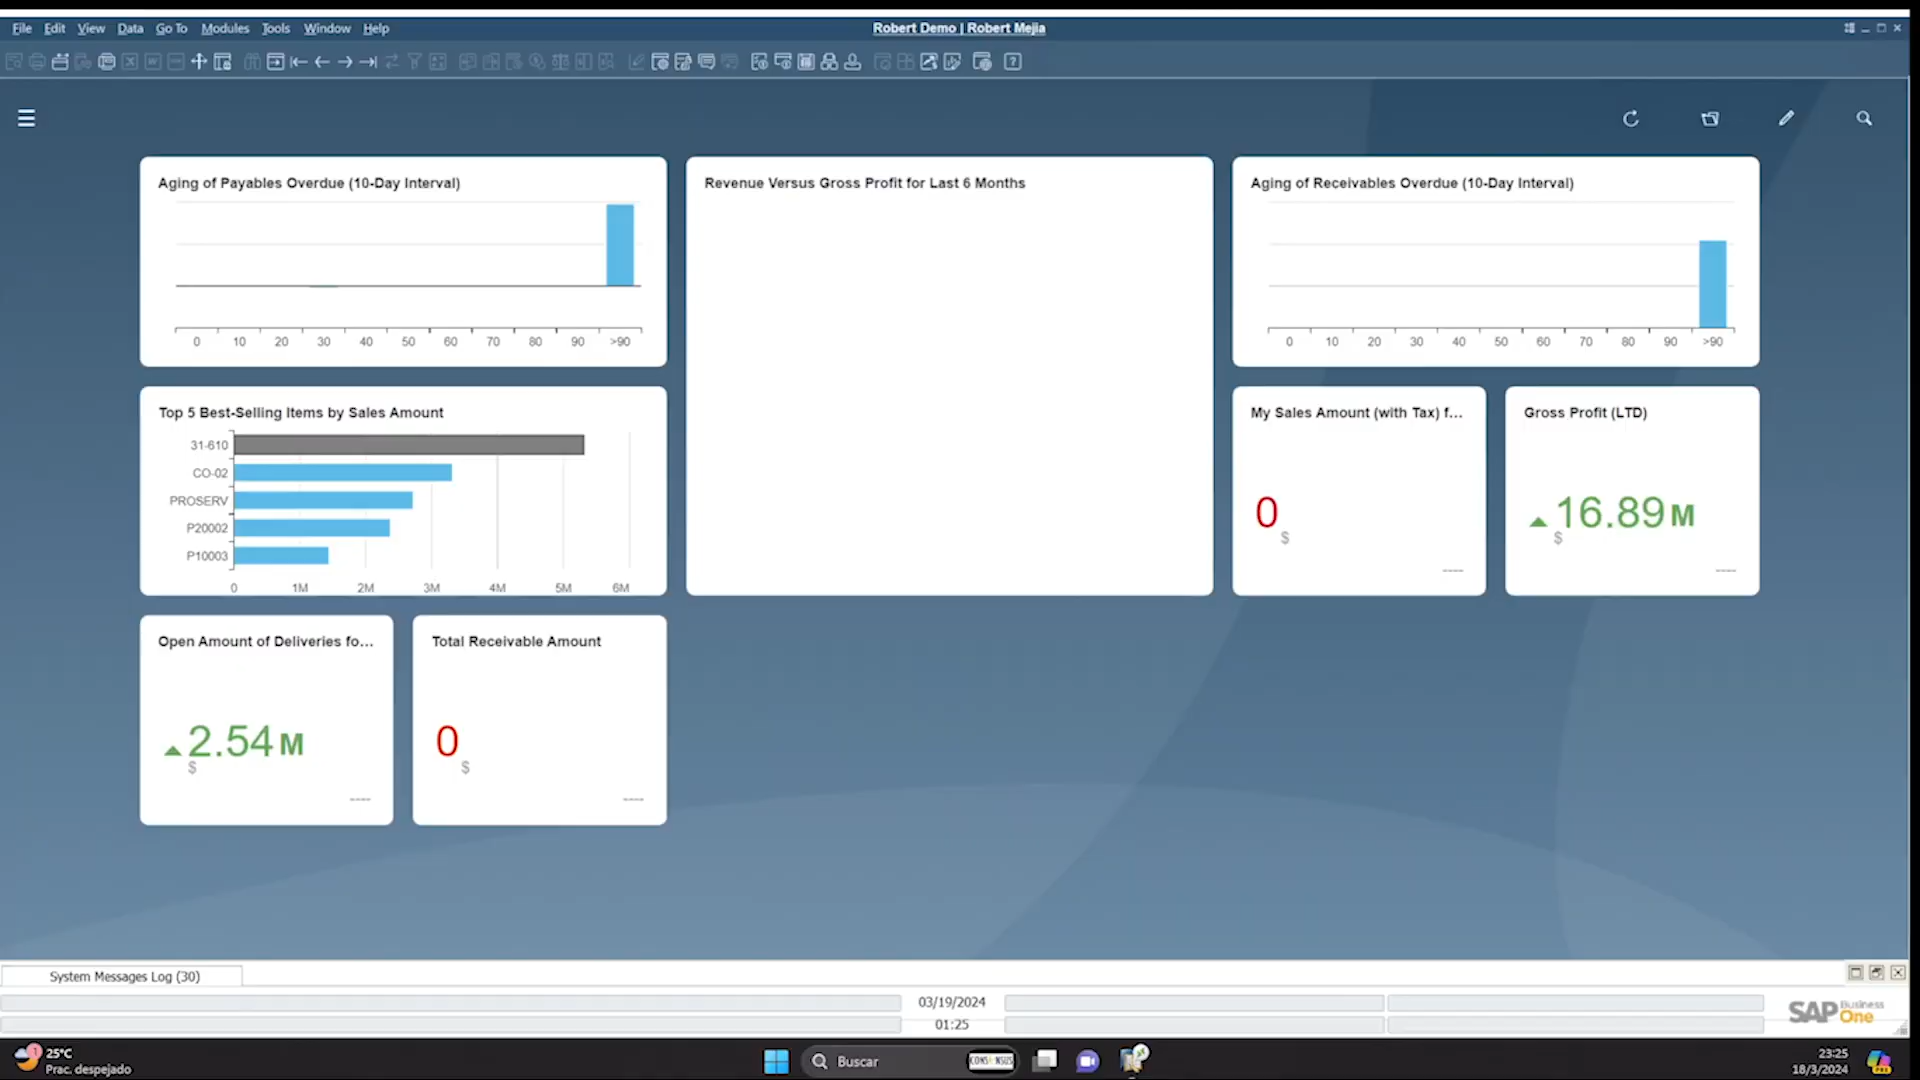 File Edit View Data Go To Modules Tools Window Help
Robert Demo | Robert Mejia
Aging of Payables Overdue (10-Day Interval)
0 10 20 30 40 50 60 70 80 90 >90
Revenue Versus Gross Profit for Last 6 Months
Aging of Receivables Overdue (10-Day Interval)
0 10 20 30 40 50 60 70 80 90 >90
Top 5 Best-Selling Items by Sales Amount
31-610
CO-02
PROSERV
P20002
P10003
0 1M 2M 3M 4M 5M 6M
My Sales Amount (with Tax) f...
0
$
Gross Profit (LTD)
16.89 M
$
Open Amount of Deliveries fo...
2.54 M
$
Total Receivable Amount
0
$
System Messages Log (30)
03/19/2024
01:25
SAP Business One
1
25°C
Prac. despejado
Buscar
CONSENSUS
23:25
18/3/2024
PRE